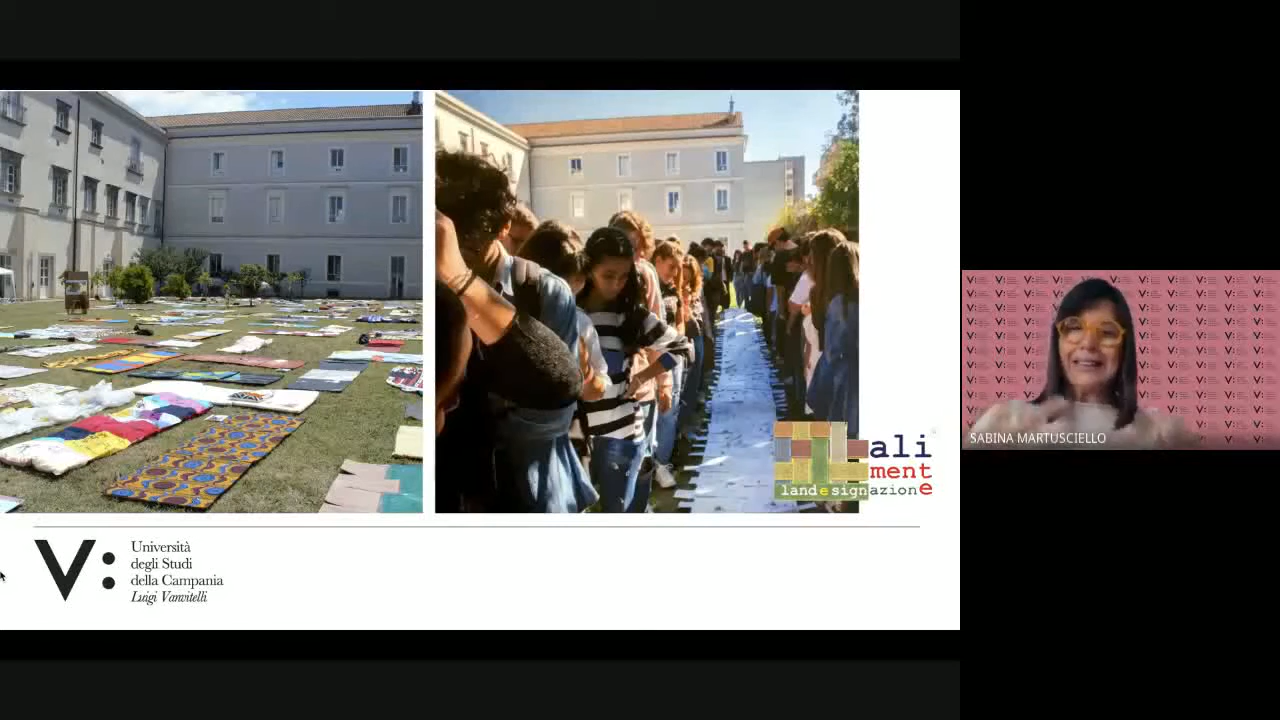 ali
ment
e
landesignazione
V:
Università
degli Studi
della Campania
Luigi Vanvitelli
SABINA MARTUSCIELLO